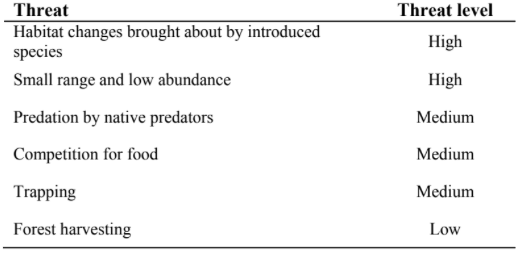 Threat Threat level
Habitat changes brought about by introduced
species High
Small range and low abundance High
Predation by native predators Medium
Competition for food Medium
Trapping Medium
Forest harvesting Low